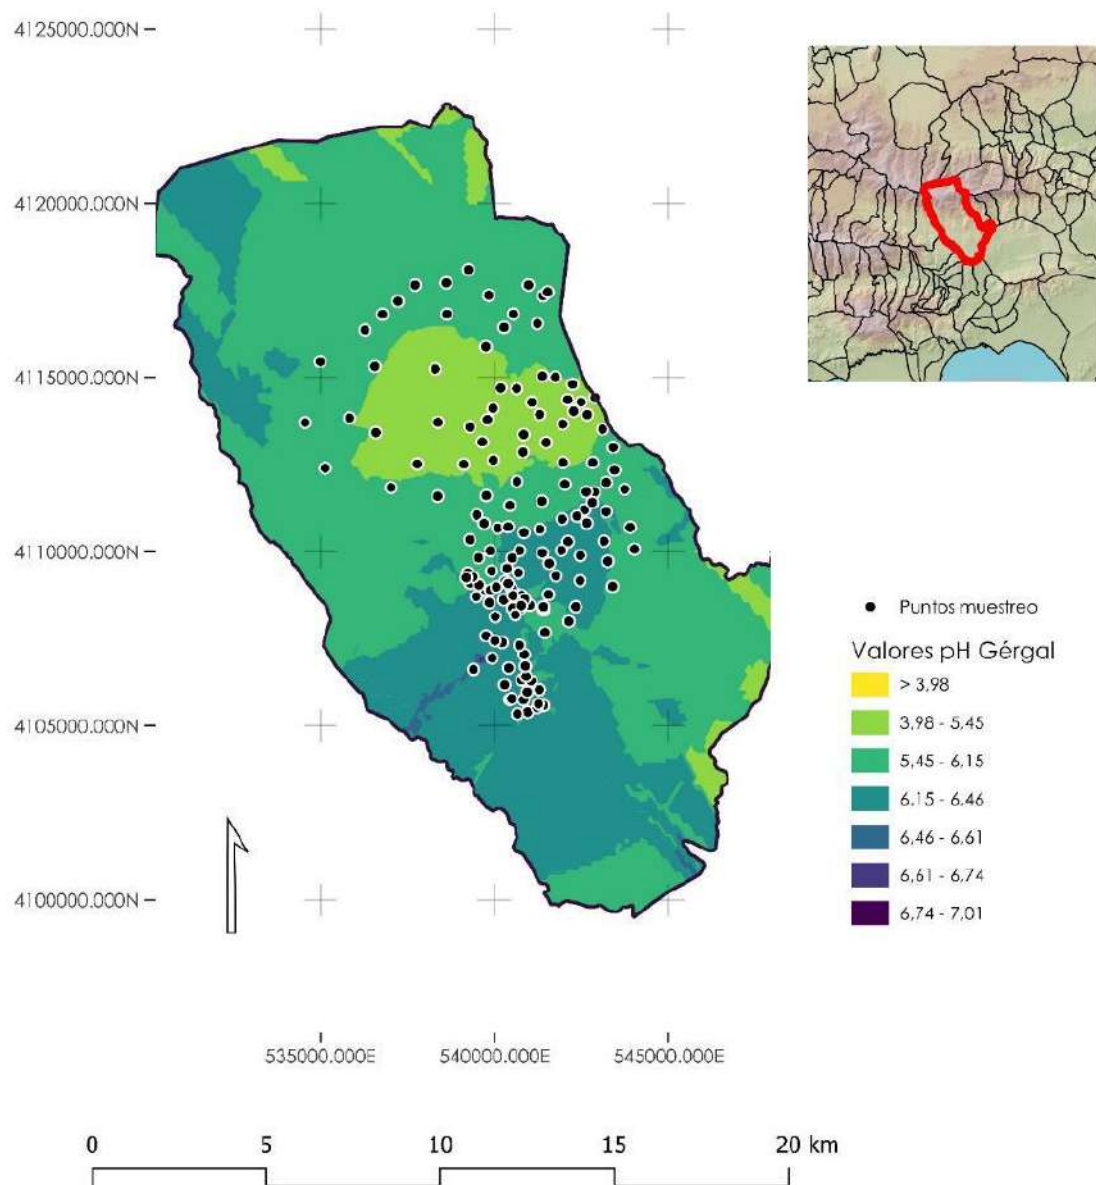 4125000.000N
4120000.000N
4115000.000N
4110000.000N
4105000.000N
4100000.000N
535000.000E 540000.000E 545000.000E
Puntos muestreo
Valores pH Gérgal
> 3,98
3,98 - 5,45
5,45 - 6,15
6,15 - 6,46
6,46 - 6,61
6,61 - 6,74
6,74 - 7,01
0 5 10 15 20 km